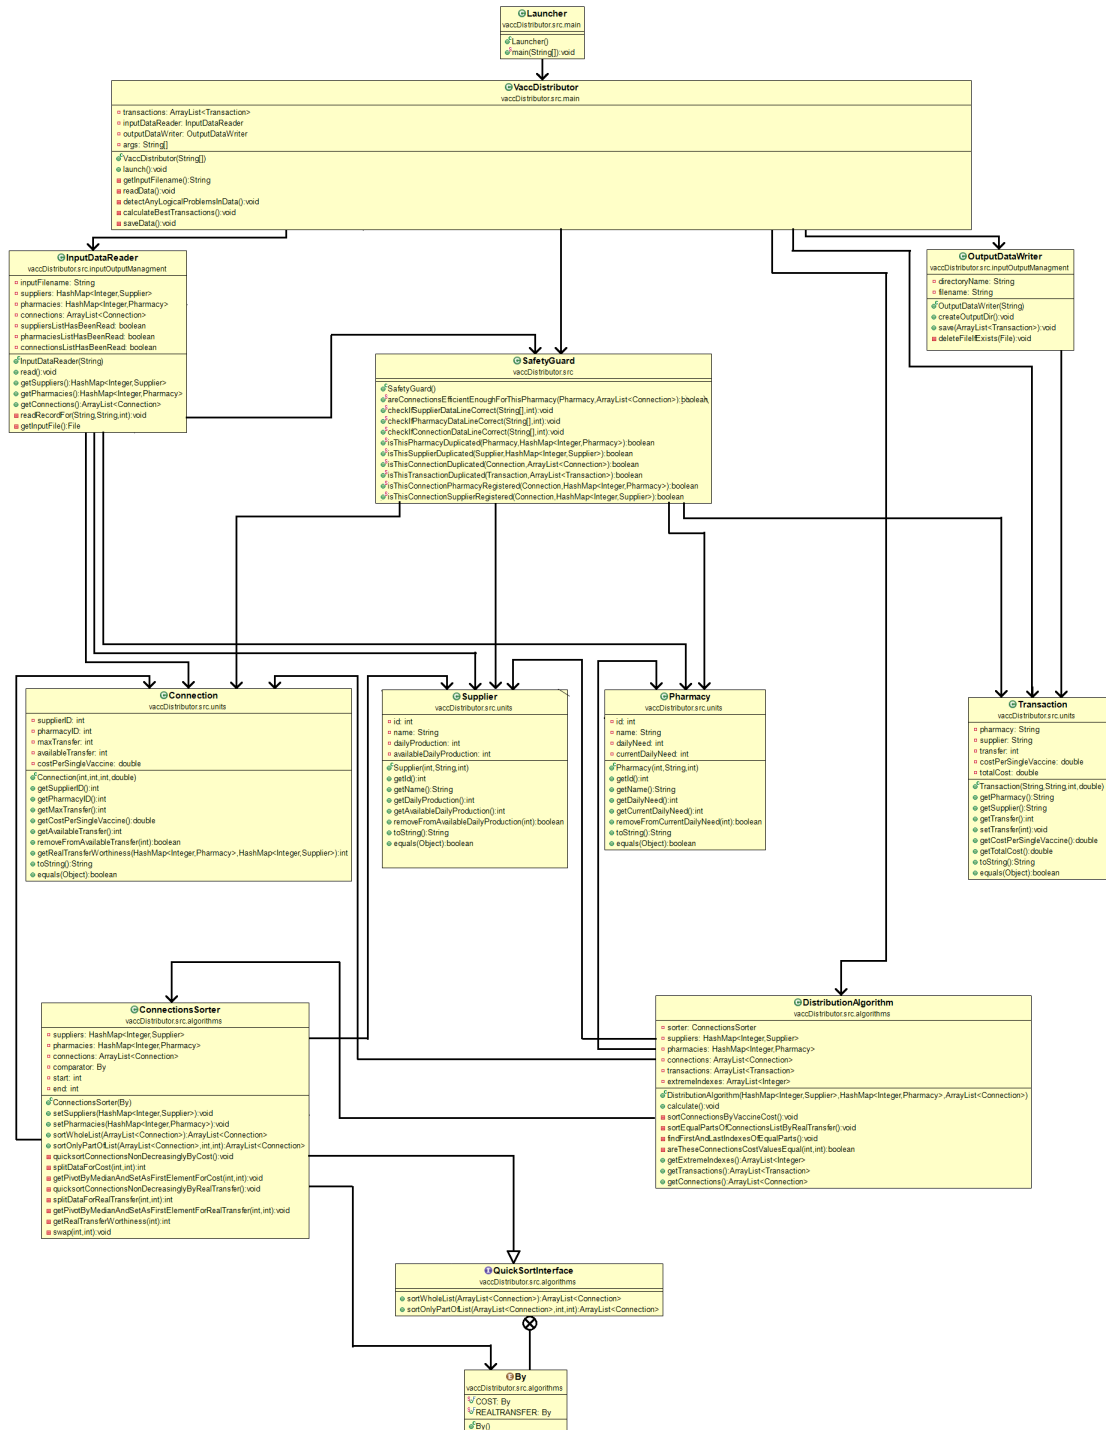 Launcher
vaccDistributor.src.main
Launcher()
main(String[]):void
VaccDistributor
vaccDistributor.src.main
transactions: ArrayList<Transaction>
inputDataReader: InputDataReader
outputDataWriter: OutputDataWriter
args: String[]
VaccDistributor(String[])
launch():void
getInputFilename():String
readData():void
detectAnyLogicalProblemsInData():void
calculateBestTransactions():void
saveData():void
InputDataReader
vaccDistributor.src.inputOutputManagment
inputFilename: String
suppliers: HashMap<Integer,Supplier>
pharmacies: HashMap<Integer,Pharmacy>
connections: ArrayList<Connection>
suppliersListHasBeenRead: boolean
pharmaciesListHasBeenRead: boolean
connectionsListHasBeenRead: boolean
InputDataReader(String)
read():void
getSuppliers():HashMap<Integer,Supplier>
getPharmacies():HashMap<Integer,Pharmacy>
getConnections():ArrayList<Connection>
readRecordFor(String,String,int):void
getInputFile():File
OutputDataWriter
vaccDistributor.src.inputOutputManagment
directoryName: String
filename: String
OutputDataWriter(String)
createOutputDir():void
save(ArrayList<Transaction>):void
deleteFileIfExists(File):void
SafetyGuard
vaccDistributor.src
SafetyGuard()
areConnectionsEfficientEnoughForThisPharmacy(Pharmacy,ArrayList<Connection>):boolean
checkIfSupplierDataLineCorrect(String[],int):void
checkIfPharmacyDataLineCorrect(String[],int):void
checkIfConnectionDataLineCorrect(String[],int):void
isThisPharmacyDuplicated(Pharmacy,HashMap<Integer,Pharmacy>):boolean
isThisSupplierDuplicated(Supplier,HashMap<Integer,Supplier>):boolean
isThisConnectionDuplicated(Connection,ArrayList<Connection>):boolean
isThisTransactionDuplicated(Transaction,ArrayList<Transaction>):boolean
isThisConnectionPharmacyRegistered(Connection,HashMap<Integer,Pharmacy>):boolean
isThisConnectionSupplierRegistered(Connection,HashMap<Integer,Supplier>):boolean
Connection
vaccDistributor.src.units
supplierID: int
pharmacyID: int
maxTransfer: int
availableTransfer: int
costPerSingleVaccine: double
Connection(int,int,int,double)
getSupplierID():int
getPharmacyID():int
getMaxTransfer():int
getCostPerSingleVaccine():double
getAvailableTransfer():int
removeFromAvailableTransfer(int):boolean
getRealTransferWorthiness(HashMap<Integer,Pharmacy>,HashMap<Integer,Supplier>):int
toString():String
equals(Object):boolean
Supplier
vaccDistributor.src.units
id: int
name: String
dailyProduction: int
availableDailyProduction: int
Supplier(int,String,int)
getId():int
getName():String
getDailyProduction():int
getAvailableDailyProduction():int
removeFromAvailableDailyProduction(int):boolean
toString():String
equals(Object):boolean
Pharmacy
vaccDistributor.src.units
id: int
name: String
dailyNeed: int
currentDailyNeed: int
Pharmacy(int,String,int)
getId():int
getName():String
getDailyNeed():int
getCurrentDailyNeed():int
removeFromCurrentDailyNeed(int):boolean
toString():String
equals(Object):boolean
Transaction
vaccDistributor.src.units
pharmacy: String
supplier: String
transfer: int
costPerSingleVaccine: double
totalCost: double
Transaction(String,String,int,double)
getPharmacy():String
getSupplier():String
getTransfer():int
setTransfer(int):void
getCostPerSingleVaccine():double
getTotalCost():double
toString():String
equals(Object):boolean
ConnectionsSorter
vaccDistributor.src.algorithms
suppliers: HashMap<Integer,Supplier>
pharmacies: HashMap<Integer,Pharmacy>
connections: ArrayList<Connection>
comparator: By
start: int
end: int
ConnectionsSorter(By)
setSuppliers(HashMap<Integer,Supplier>):void
setPharmacies(HashMap<Integer,Pharmacy>):void
sortWholeList(ArrayList<Connection>):ArrayList<Connection>
sortOnlyPartOfList(ArrayList<Connection>,int,int):ArrayList<Connection>
quicksortConnectionsNonDecreasinglyByCost():void
splitDataForCost(int,int):int
getPivotByMedianAndSetAsFirstElementForCost(int,int):void
quicksortConnectionsNonDecreasinglyByRealTransfer():void
splitDataForRealTransfer(int,int):int
getPivotByMedianAndSetAsFirstElementForRealTransfer(int,int):void
getRealTransferWorthiness(int):int
swap(int,int):void
DistributionAlgorithm
vaccDistributor.src.algorithms
sorter: ConnectionsSorter
suppliers: HashMap<Integer,Supplier>
pharmacies: HashMap<Integer,Pharmacy>
connections: ArrayList<Connection>
transactions: ArrayList<Transaction>
extremeIndexes: ArrayList<Integer>
DistributionAlgorithm(HashMap<Integer,Supplier>,HashMap<Integer,Pharmacy>,ArrayList<Connection>)
calculate():void
sortConnectionsByVaccineCost():void
sortEqualPartsOfConnectionsListByRealTransfer():void
findFirstAndLastIndexesOfEqualParts():void
areTheseConnectionsCostValuesEqual(int,int):boolean
getExtremeIndexes():ArrayList<Integer>
getTransactions():ArrayList<Transaction>
getConnections():ArrayList<Connection>
QuickSortInterface
vaccDistributor.src.algorithms
sortWholeList(ArrayList<Connection>):ArrayList<Connection>
sortOnlyPartOfList(ArrayList<Connection>,int,int):ArrayList<Connection>
By
vaccDistributor.src.algorithms
COST: By
REALTRANSFER: By
By()